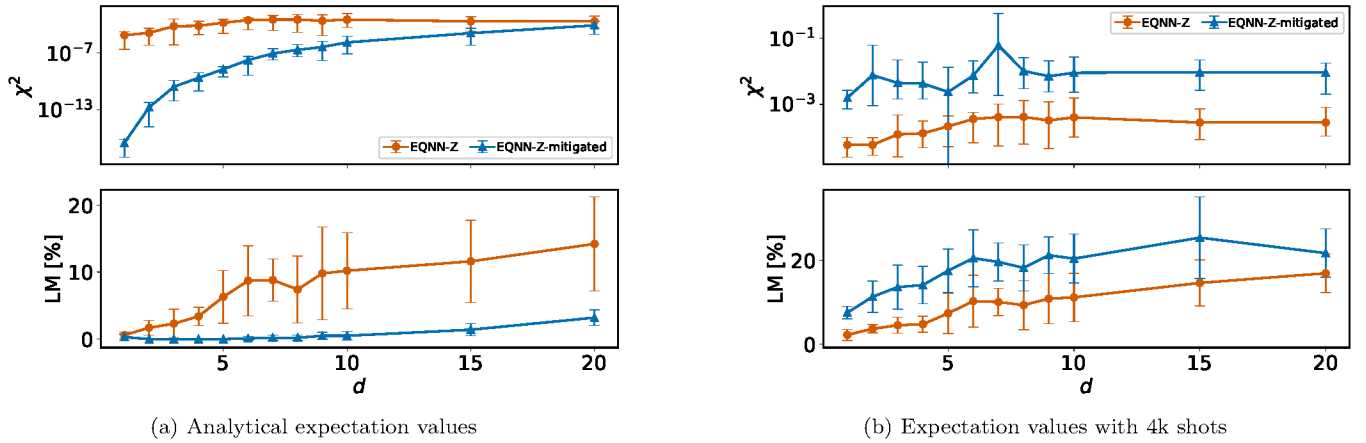 χ²
10⁻⁷
10⁻¹³
EQNN-Z
EQNN-Z-mitigated
LM [%]
20
10
0
5
10
15
20
d
(a) Analytical expectation values
χ²
10⁻¹
10⁻³
EQNN-Z
EQNN-Z-mitigated
LM [%]
20
0
5
10
15
20
d
(b) Expectation values with 4k shots